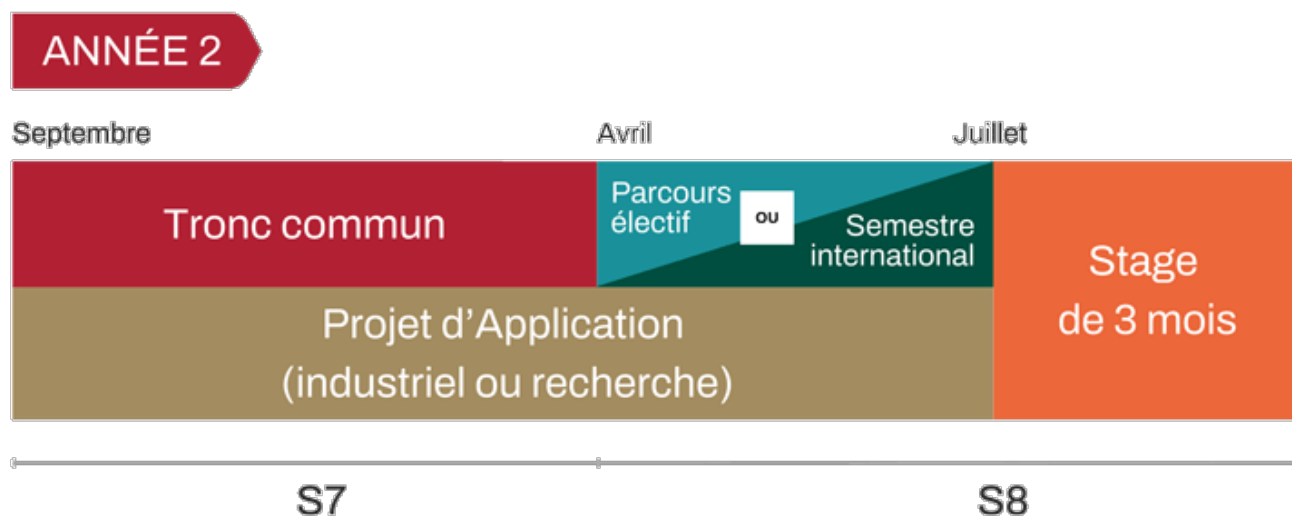 ANNÉE 2
Septembre
Avril
Juillet
Tronc commun
Parcours
électif
OU
Semestre
international
Stage
de 3 mois
Projet d’Application
(industriel ou recherche)
S7
S8